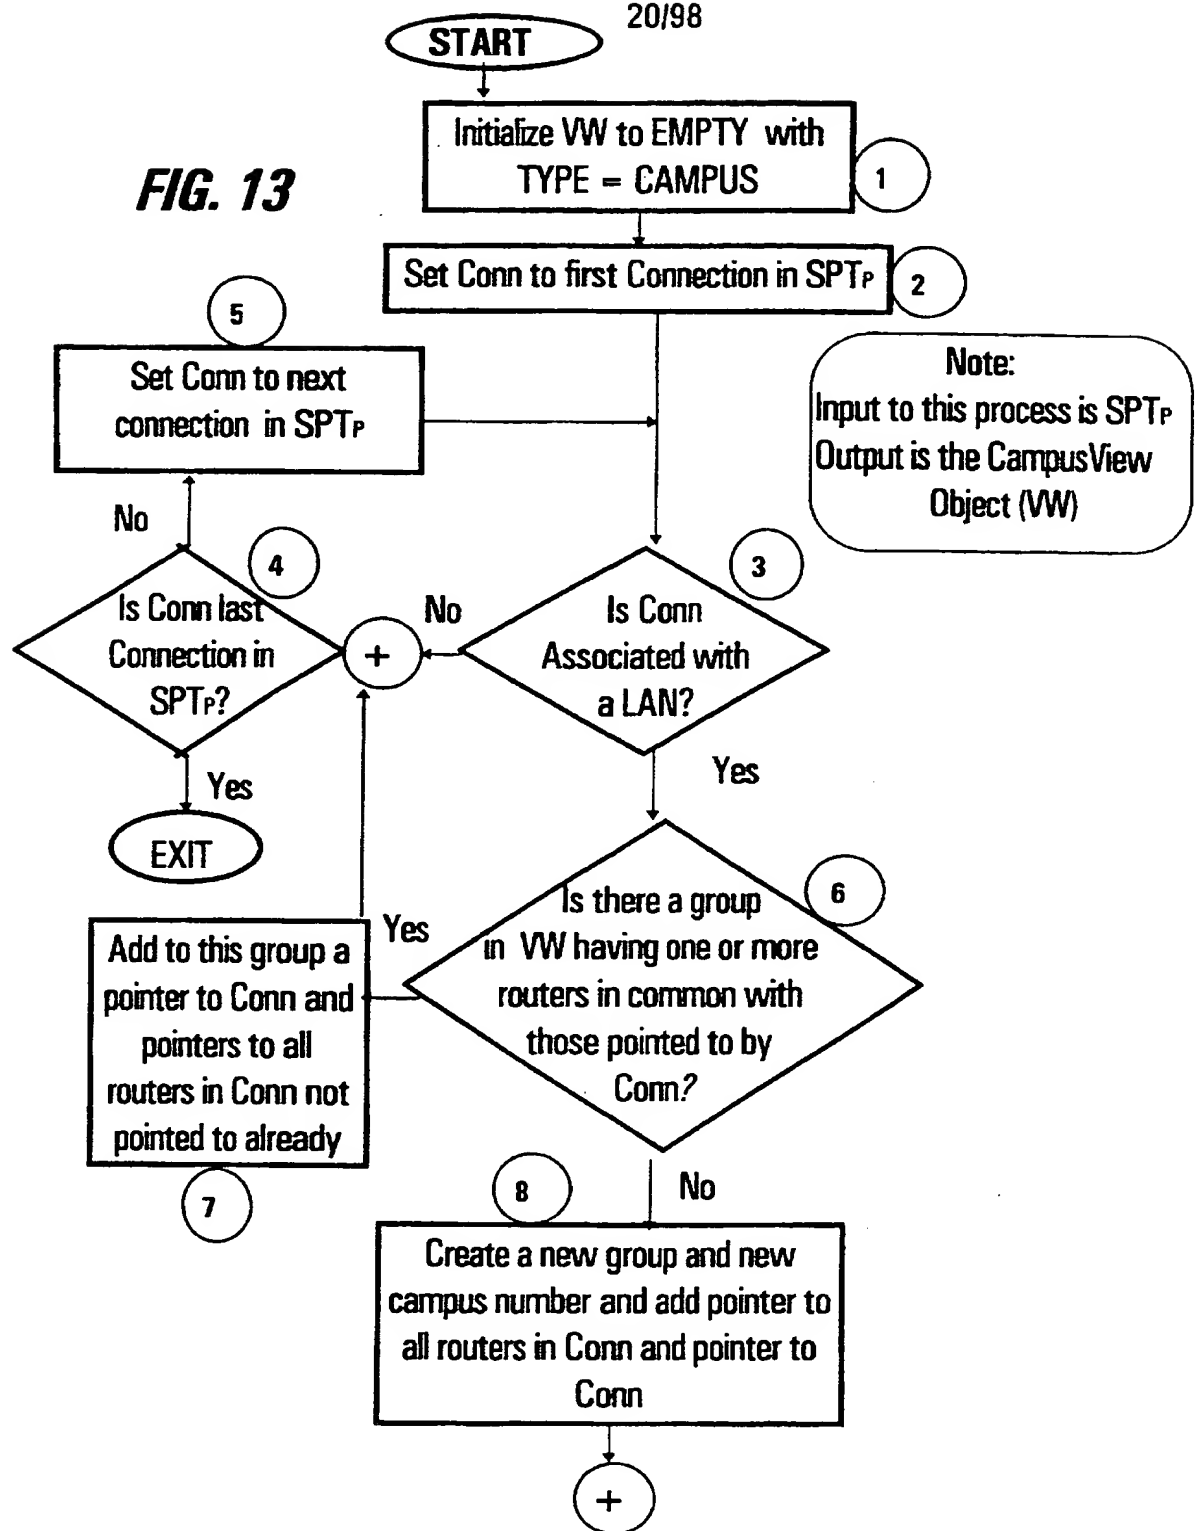 20/98
START
FIG. 13
Initialize VW to EMPTY with
TYPE = CAMPUS
1
Set Conn to first Connection in SPTP
2
5
Set Conn to next
connection in SPTP
Note:
Input to this process is SPTP
Output is the CampusView
Object (VW)
No
4
Is Conn last
Connection in
SPTP?
+
No
3
Is Conn
Associated with
a LAN?
Yes
EXIT
Yes
6
Is there a group
in VW having one or more
routers in common with
those pointed to by
Conn?
Yes
Add to this group a
pointer to Conn and
pointers to all
routers in Conn not
pointed to already
7
No
8
Create a new group and new
campus number and add pointer to
all routers in Conn and pointer to
Conn
+